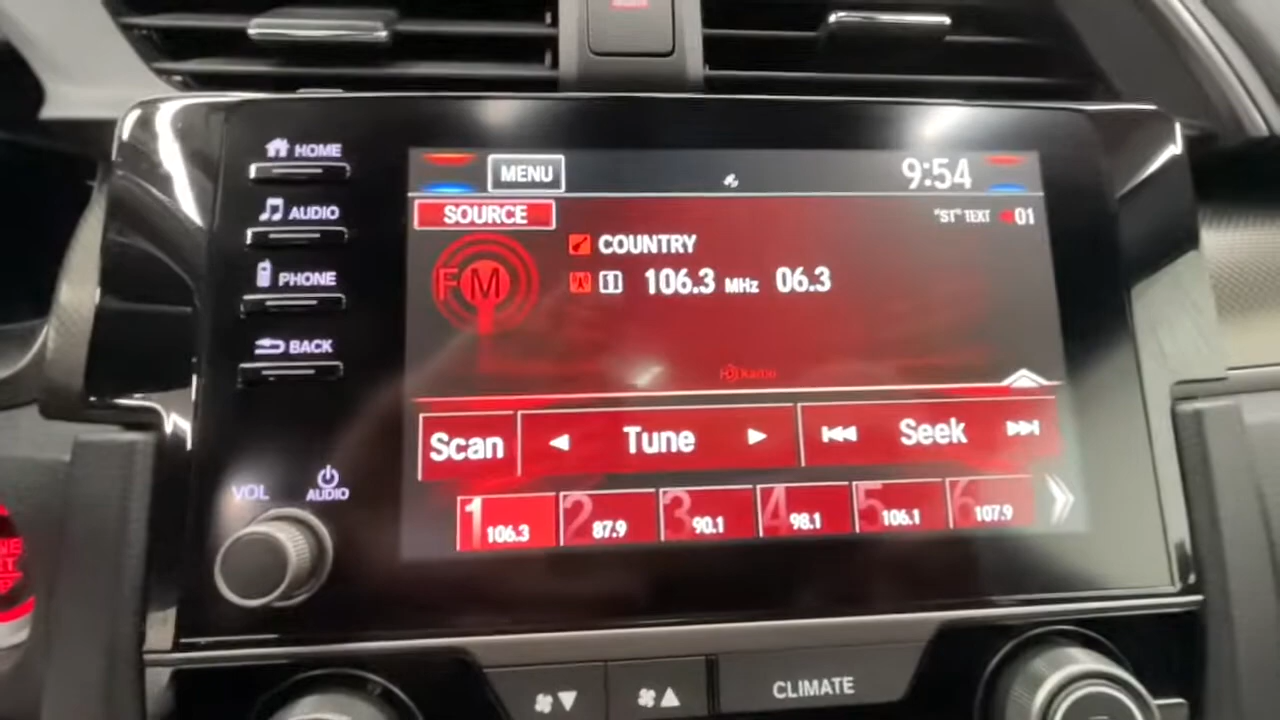 HOME
MENU
9:54
AUDIO
SOURCE
"ST" TEXT 01
COUNTRY
FM
1 106.3 MHz 06.3
PHONE
BACK
Scan Tune Seek
VOL
AUDIO
1 106.3
2 87.9
3 90.1
4 98.1
5 106.1
6 107.9
CLIMATE